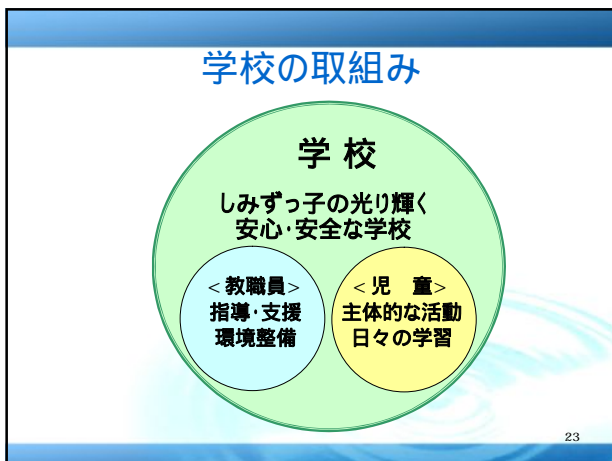 学校の取組み
学 校
しみずっ子の光り輝く
安心・安全な学校
<教職員>
指導・支援
環境整備
<児　童>
主体的な活動
日々の学習
23